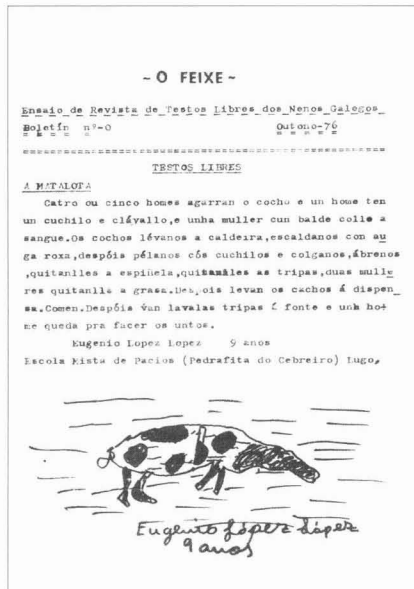 ~ O FEIXE ~
Ensaio de Revista de Testos Libres dos Nenos Galegos
Boletín nº-0 Outono-76
TESTOS LIBRES
A MATALOTA
Catro ou cinco homes agarran o cocho e un home ten
un cuchilo e clávallo,e unha muller cun balde colle a
sangue.Os cochos lévanos a caldeira,escaldanos con au
ga roxa,despóis pélanos cós cuchilos e colganos,ábrenos
,quitanlles a espiñela,quitanlles as tripas,duas mulle
res quitanlle a grasa.Despois levan os cachos á dispen
sa.Comen.Despóis van lavalas tripas á fonte e unh ho-
me queda pra facer os untos.
Eugenio Lopez Lopez 9 anos
Escola Mista de Pacios (Pedrafita do Cebreiro) Lugo.
Eugenio López López
9 anos